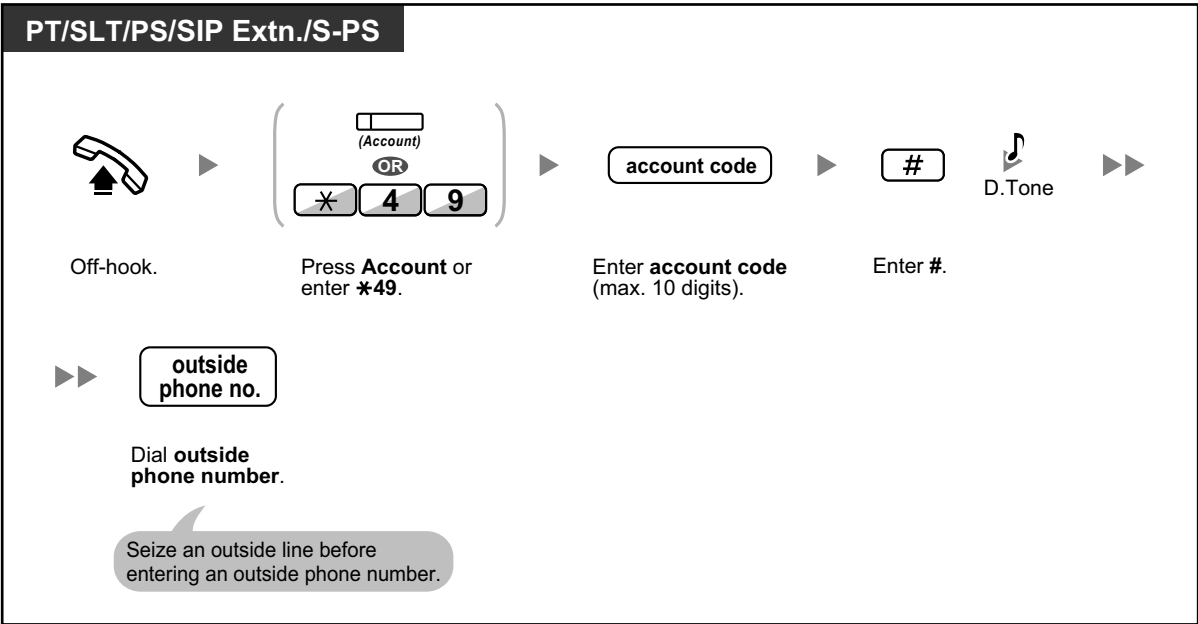 PT/SLT/PS/SIP Extn./S-PS
(Account)
OR
* 4 9
account code
#
D.Tone
Off-hook.
Press Account or
enter *49.
Enter account code
(max. 10 digits).
Enter #.
outside
phone no.
Dial outside
phone number.
Seize an outside line before
entering an outside phone number.